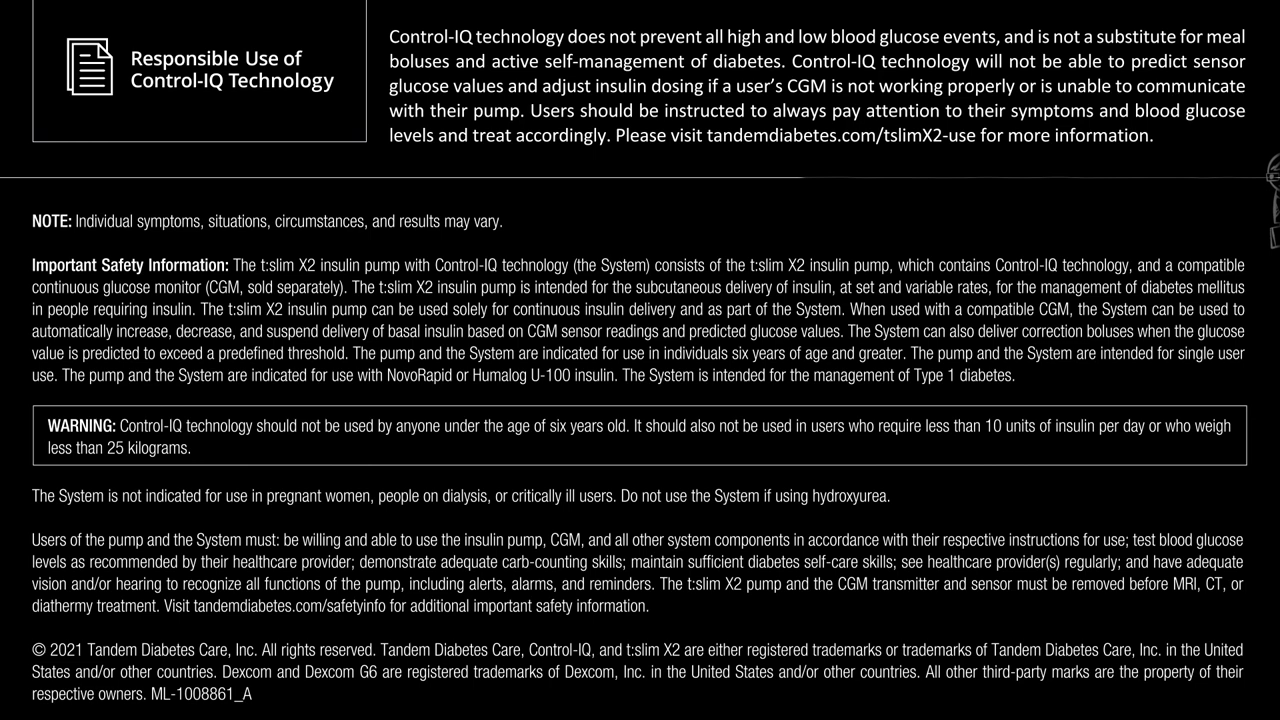 Responsible Use of
Control-IQ Technology
Control-IQ technology does not prevent all high and low blood glucose events, and is not a substitute for meal
boluses and active self-management of diabetes. Control-IQ technology will not be able to predict sensor
glucose values and adjust insulin dosing if a user’s CGM is not working properly or is unable to communicate
with their pump. Users should be instructed to always pay attention to their symptoms and blood glucose
levels and treat accordingly. Please visit tandemdiabetes.com/tslimX2-use for more information.
NOTE: Individual symptoms, situations, circumstances, and results may vary.
Important Safety Information: The t:slim X2 insulin pump with Control-IQ technology (the System) consists of the t:slim X2 insulin pump, which contains Control-IQ technology, and a compatible
continuous glucose monitor (CGM, sold separately). The t:slim X2 insulin pump is intended for the subcutaneous delivery of insulin, at set and variable rates, for the management of diabetes mellitus
in people requiring insulin. The t:slim X2 insulin pump can be used solely for continuous insulin delivery and as part of the System. When used with a compatible CGM, the System can be used to
automatically increase, decrease, and suspend delivery of basal insulin based on CGM sensor readings and predicted glucose values. The System can also deliver correction boluses when the glucose
value is predicted to exceed a predefined threshold. The pump and the System are indicated for use in individuals six years of age and greater. The pump and the System are intended for single user
use. The pump and the System are indicated for use with NovoRapid or Humalog U-100 insulin. The System is intended for the management of Type 1 diabetes.
WARNING: Control-IQ technology should not be used by anyone under the age of six years old. It should also not be used in users who require less than 10 units of insulin per day or who weigh
less than 25 kilograms.
The System is not indicated for use in pregnant women, people on dialysis, or critically ill users. Do not use the System if using hydroxyurea.
Users of the pump and the System must: be willing and able to use the insulin pump, CGM, and all other system components in accordance with their respective instructions for use; test blood glucose
levels as recommended by their healthcare provider; demonstrate adequate carb-counting skills; maintain sufficient diabetes self-care skills; see healthcare provider(s) regularly; and have adequate
vision and/or hearing to recognize all functions of the pump, including alerts, alarms, and reminders. The t:slim X2 pump and the CGM transmitter and sensor must be removed before MRI, CT, or
diathermy treatment. Visit tandemdiabetes.com/safetyinfo for additional important safety information.
© 2021 Tandem Diabetes Care, Inc. All rights reserved. Tandem Diabetes Care, Control-IQ, and t:slim X2 are either registered trademarks or trademarks of Tandem Diabetes Care, Inc. in the United
States and/or other countries. Dexcom and Dexcom G6 are registered trademarks of Dexcom, Inc. in the United States and/or other countries. All other third-party marks are the property of their
respective owners. ML-1008861_A